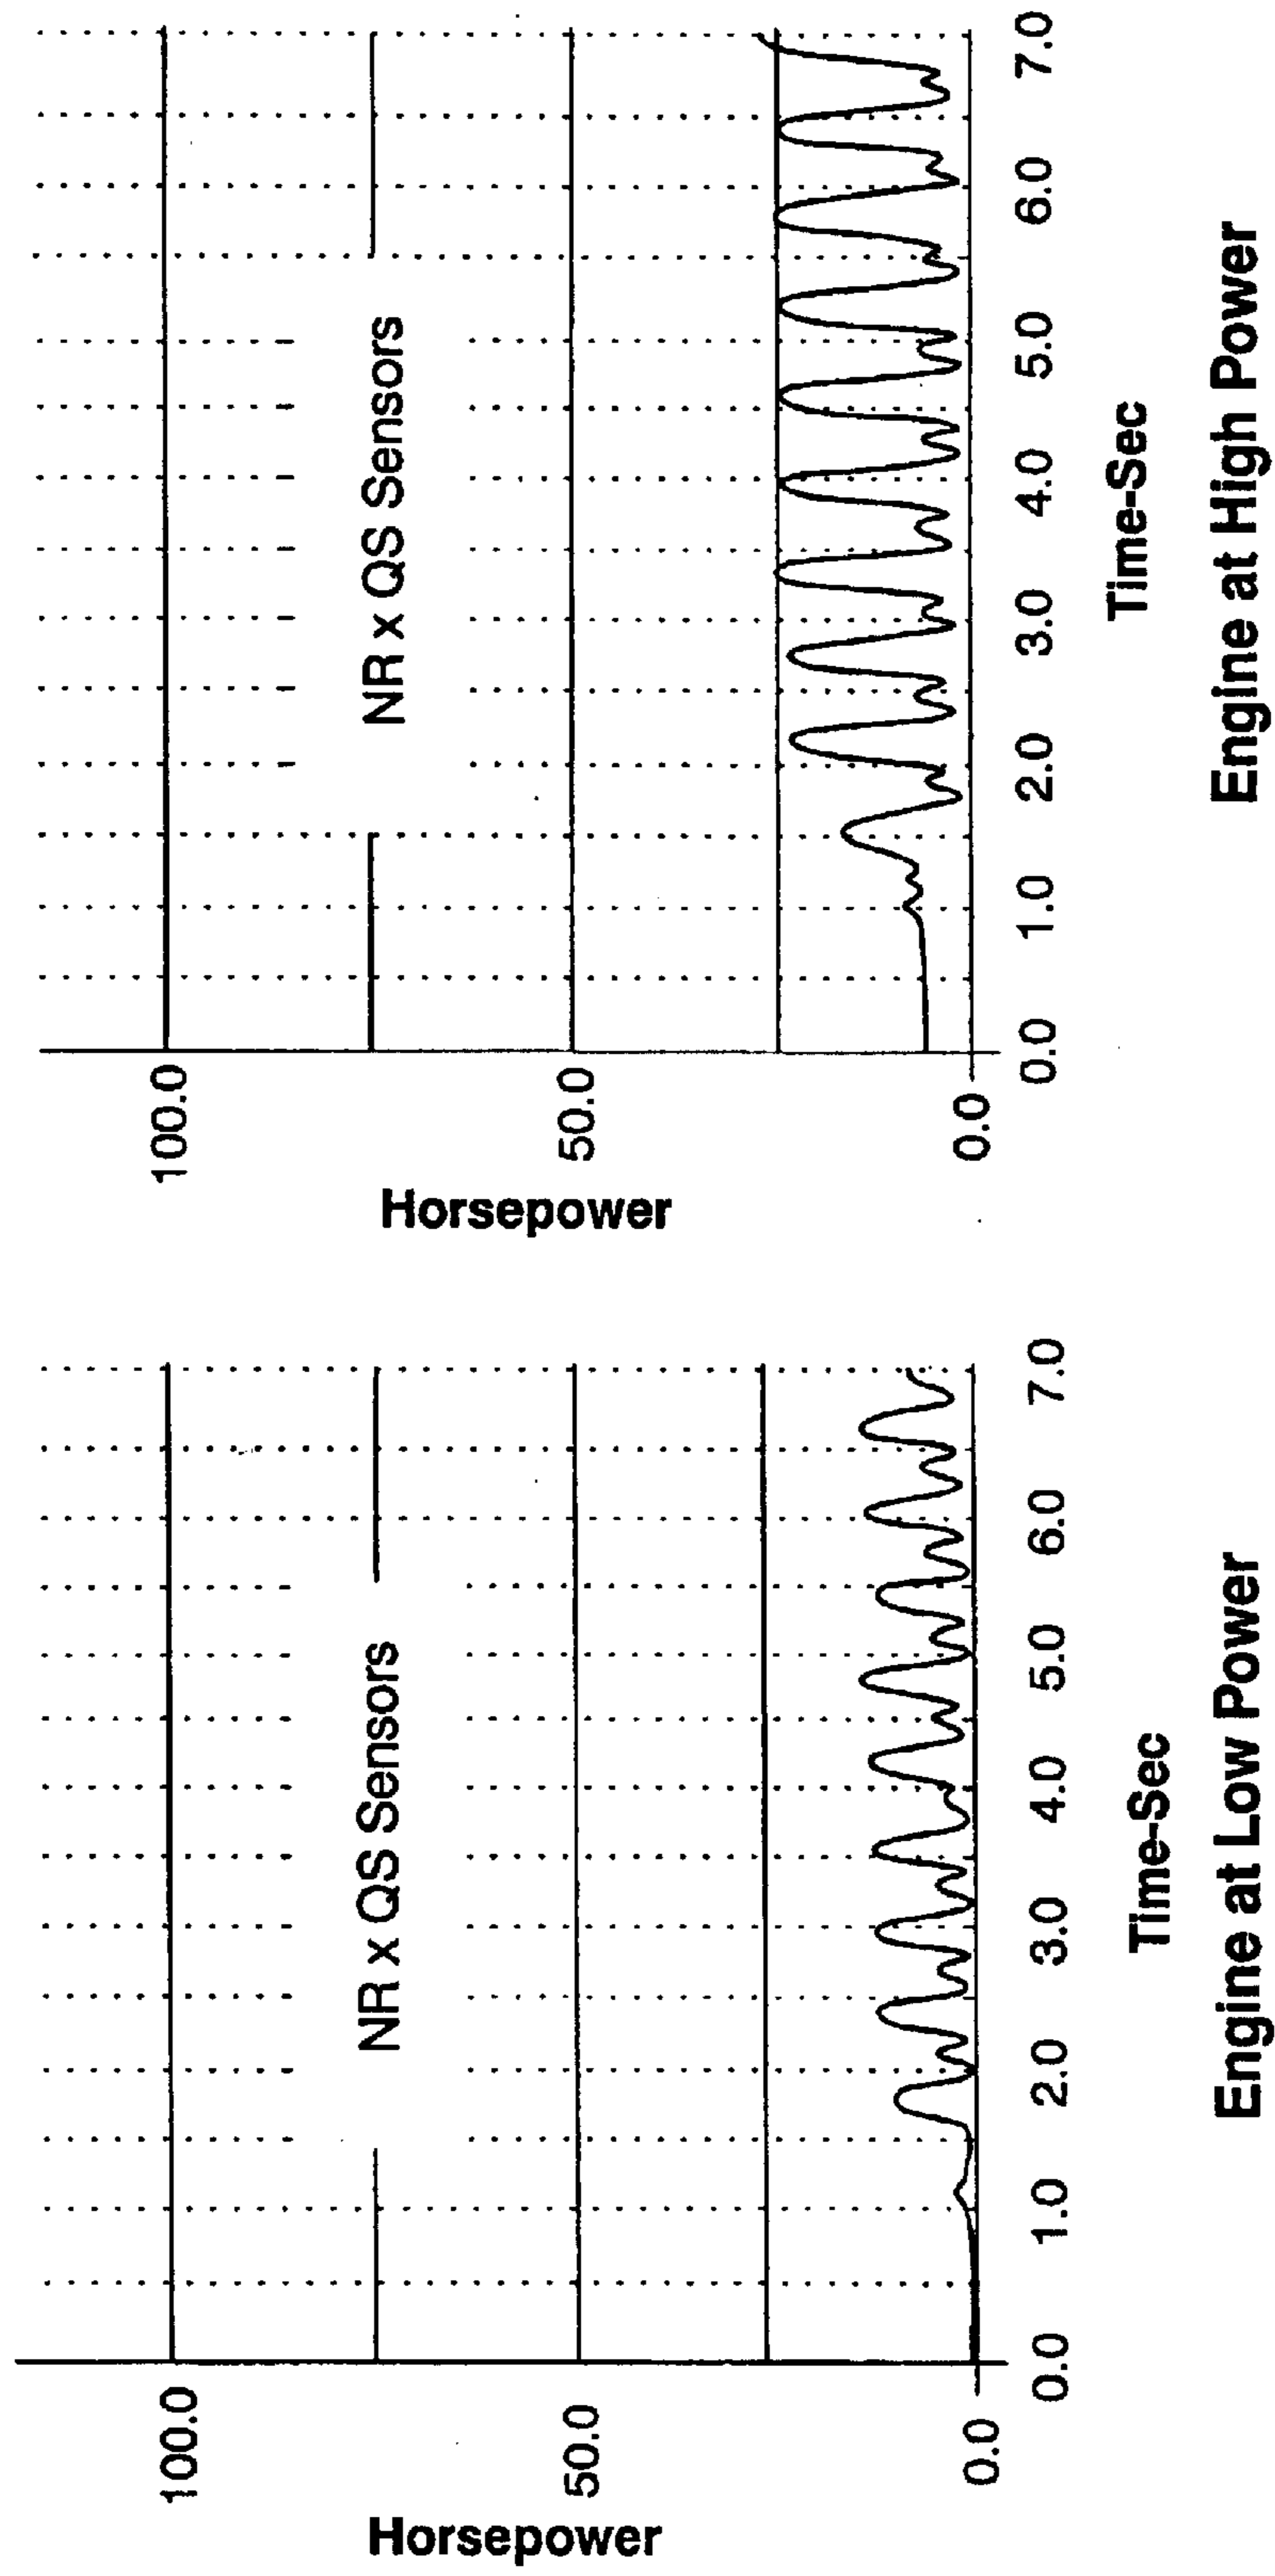 Horsepower
100.0
50.0
0.0
NR x QS Sensors
0.0 1.0 2.0 3.0 4.0 5.0 6.0 7.0
Time-Sec
Engine at Low Power
Horsepower
100.0
50.0
0.0
NR x QS Sensors
0.0 1.0 2.0 3.0 4.0 5.0 6.0 7.0
Time-Sec
Engine at High Power